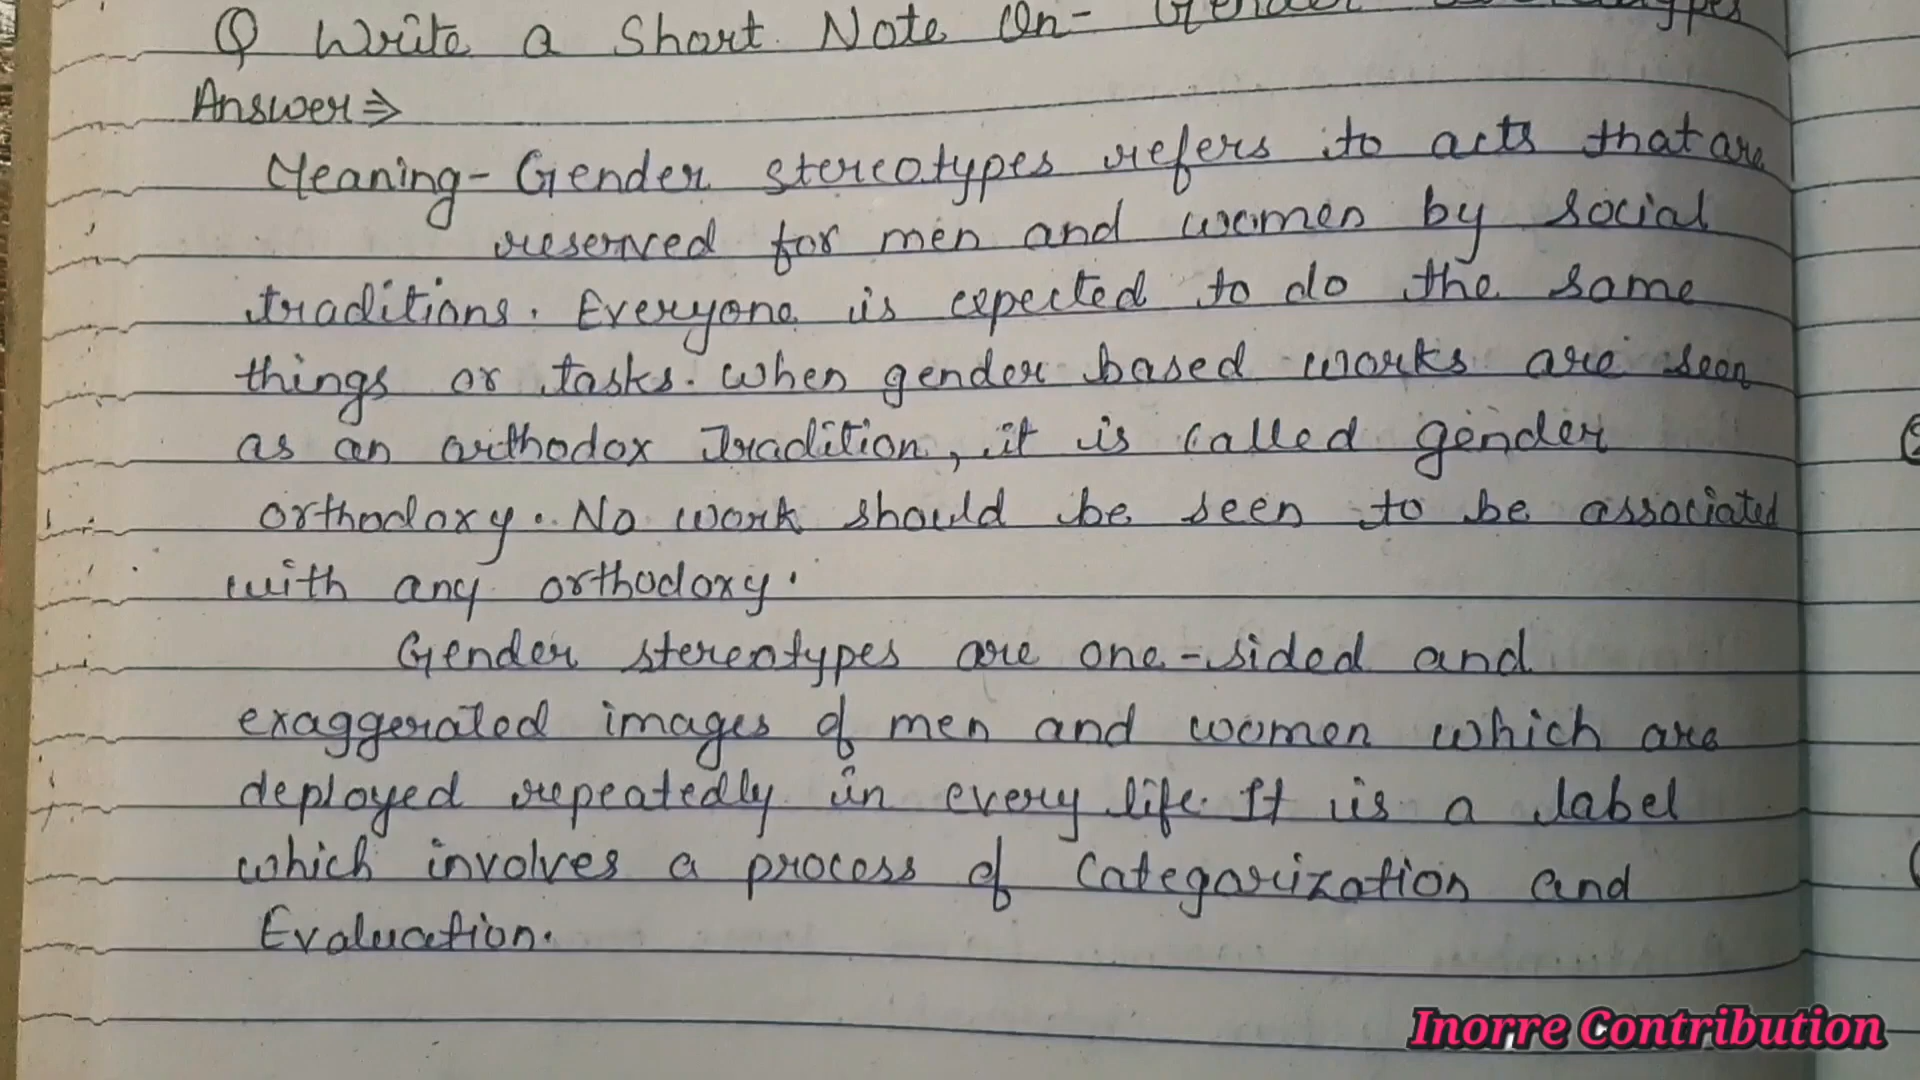 Q Write a Short Note On- Gender Stereotypes
Answer⇒
Meaning- Gender stereotypes refers to acts that are
reserved for men and women by social
traditions. Everyone is expected to do the same
things or tasks. When gender based works are seen
as an orthodox Tradition, it is called gender
orthodoxy. No work should be seen to be associated
with any orthodoxy.
Gender stereotypes are one-sided and
exaggerated images of men and women which are
deployed repeatedly in every life. It is a label
which involves a process of Categorization and
Evaluation.
Inorre Contribution